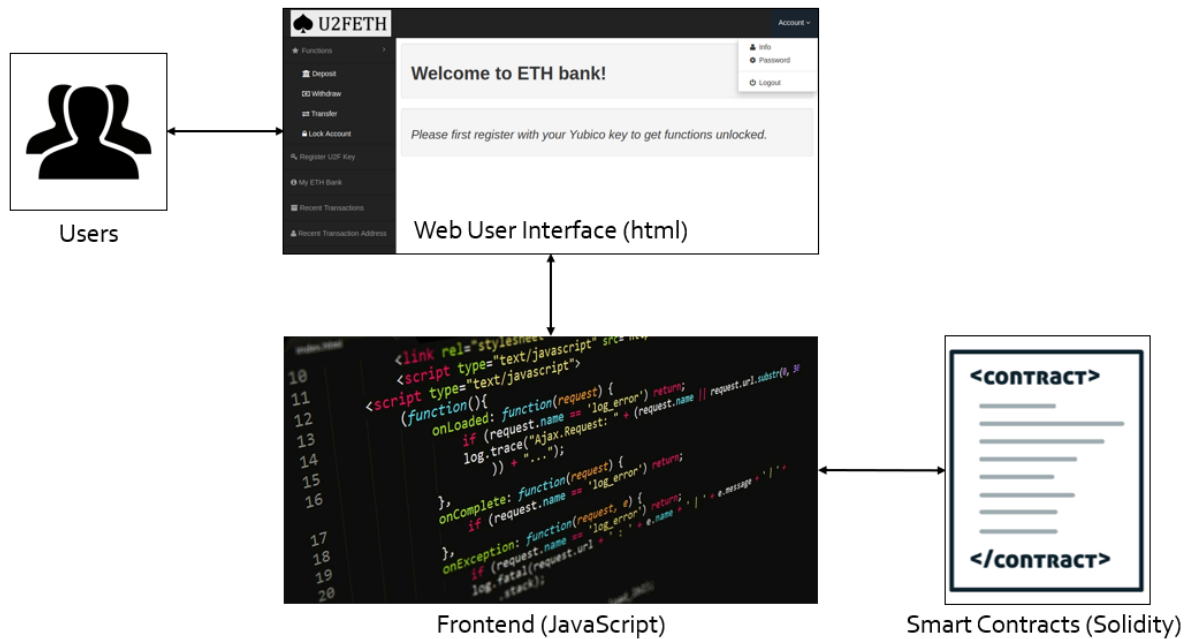 U2FETH
Account
Functions
Info
Password
Logout
Deposit
Withdraw
Transfer
Lock Account
Register U2F Key
My ETH Bank
Recent Transactions
Recent Transaction Address
Welcome to ETH bank!
Please first register with your Yubico key to get functions unlocked.
Web User Interface (html)
Users
index.html
<link rel="stylesheet"
10 <script type="text/javascript" src=
11 <script type="text/javascript">
12 (function(){
13 onLoaded: function(request) {
14 if (request.name == 'log_error') return;
15 log.trace("Ajax.Request: " + (request.name || request.url.substr(0, 30
16 )) + "...");
},
17 onComplete: function(request) {
18 if (request.name == 'log_error') return;
},
19 onException: function(request, e) {
20 if (request.name == 'log_error') return;
log.fatal(request.url + ' : ' + e.name + ' | ' + e.message + ' | ' +
.stack);
Frontend (JavaScript)
<CONTRACT>
</CONTRACT>
Smart Contracts (Solidity)